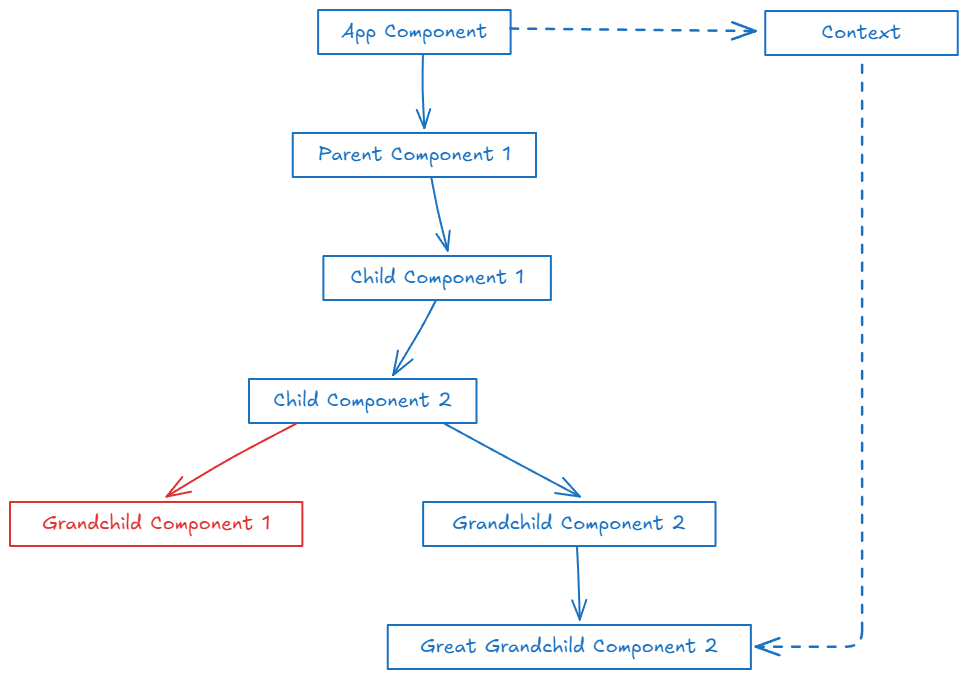 App Component
Context
Parent Component 1
Child Component 1
Child Component 2
Grandchild Component 1
Grandchild Component 2
Great Grandchild Component 2